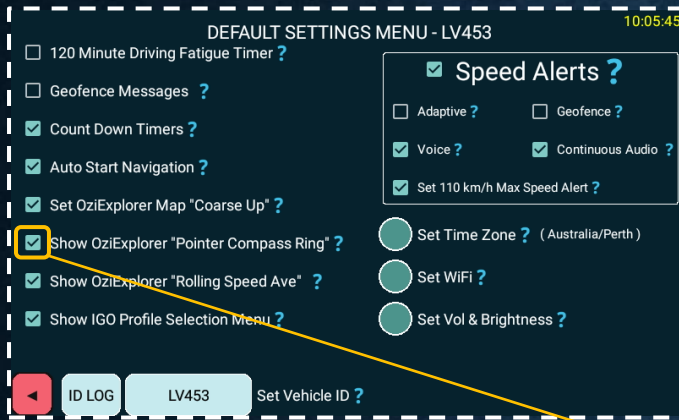 10:05:45
DEFAULT SETTINGS MENU - LV453
120 Minute Driving Fatigue Timer ?
Geofence Messages ?
Count Down Timers ?
Auto Start Navigation ?
Set OziExplorer Map "Coarse Up" ?
Show OziExplorer "Pointer Compass Ring" ?
Show OziExplorer "Rolling Speed Ave" ?
Show IGO Profile Selection Menu ?
Speed Alerts ?
Adaptive ? Geofence ?
Voice ? Continuous Audio ?
Set 110 km/h Max Speed Alert ?
Set Time Zone ? ( Australia/Perth )
Set WiFi ?
Set Vol & Brightness ?
ID LOG LV453 Set Vehicle ID ?